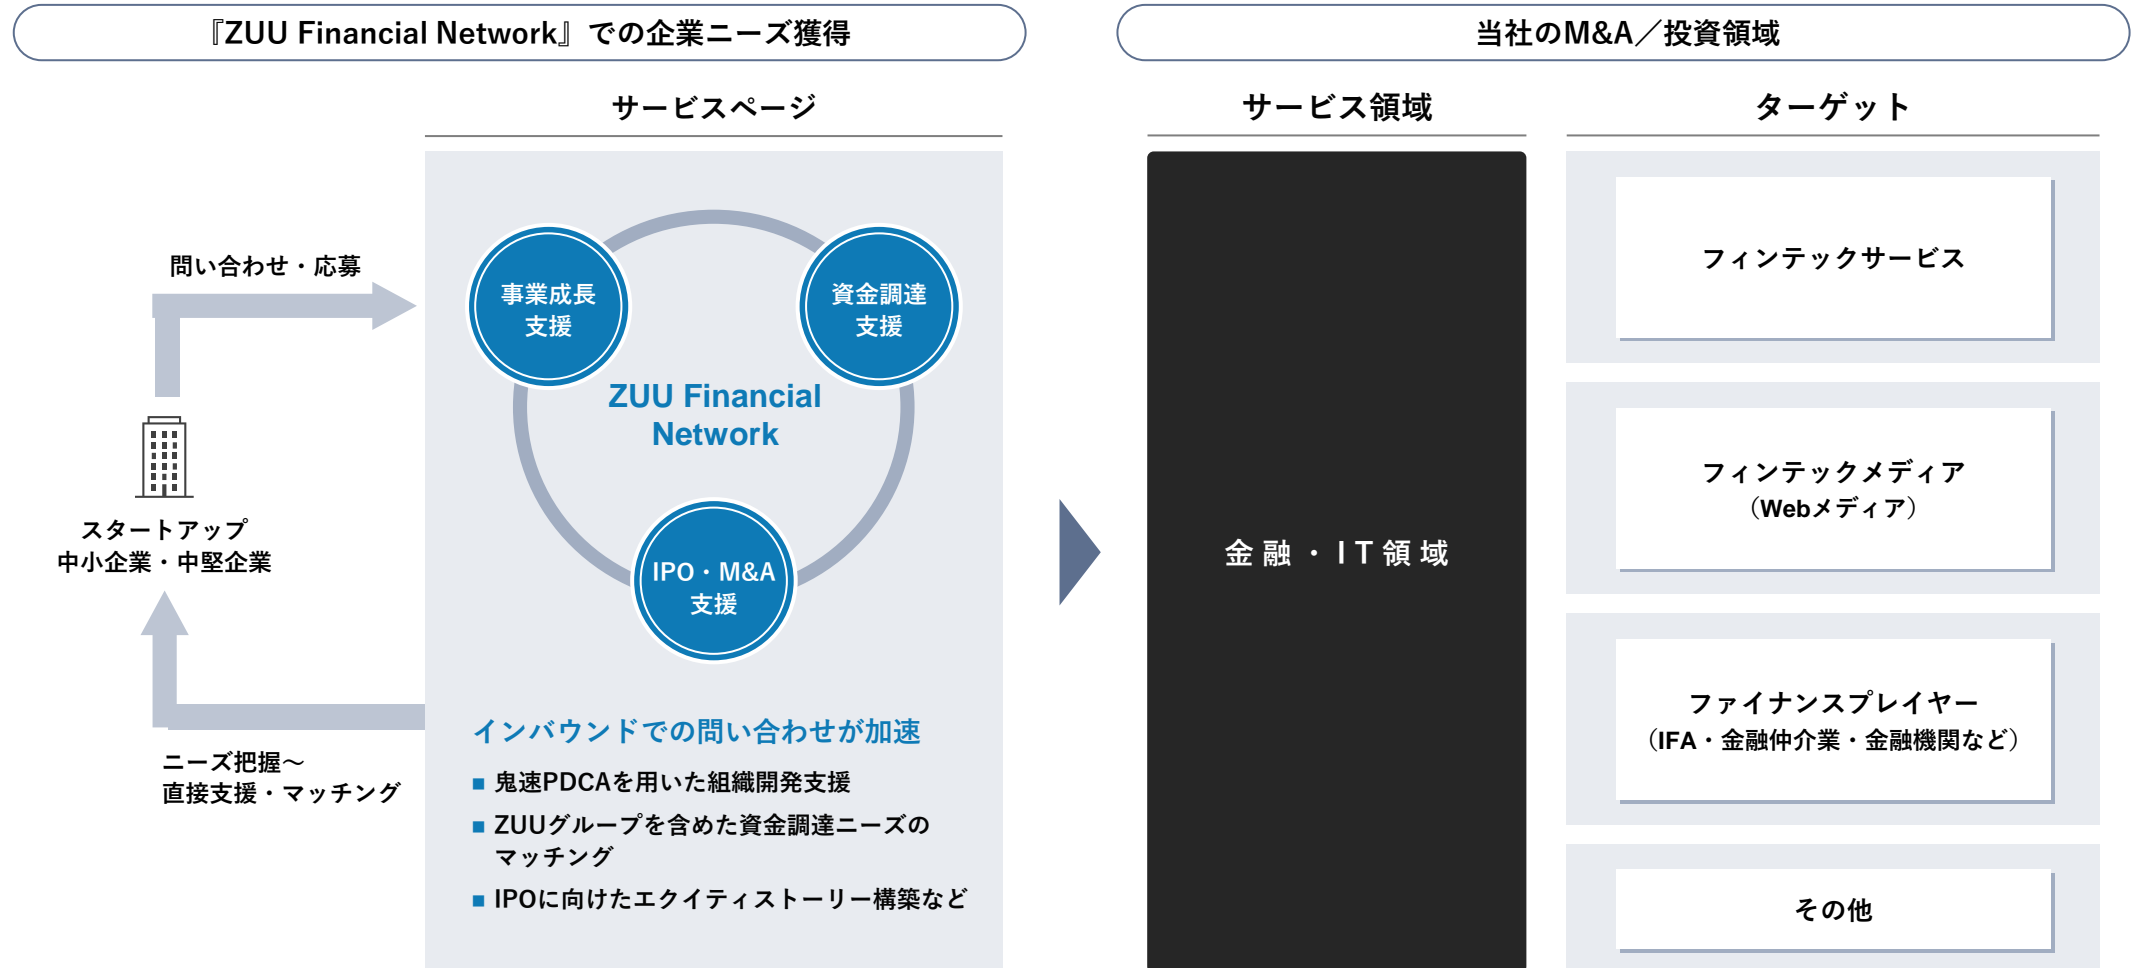 『ZUU Financial Network』での企業ニーズ獲得
サービスページ
問い合わせ・応募
スタートアップ
中小企業・中堅企業
ニーズ把握～
直接支援・マッチング
事業成長
支援
資金調達
支援
ZUU Financial
Network
IPO・M&A
支援
インバウンドでの問い合わせが加速
■ 鬼速PDCAを用いた組織開発支援
■ ZUUグループを含めた資金調達ニーズの
マッチング
■ IPOに向けたエクイティストーリー構築など
当社のM&A／投資領域
サービス領域
金融・IT領域
ターゲット
フィンテックサービス
フィンテックメディア
（Webメディア）
ファイナンスプレイヤー
（IFA・金融仲介業・金融機関など）
その他